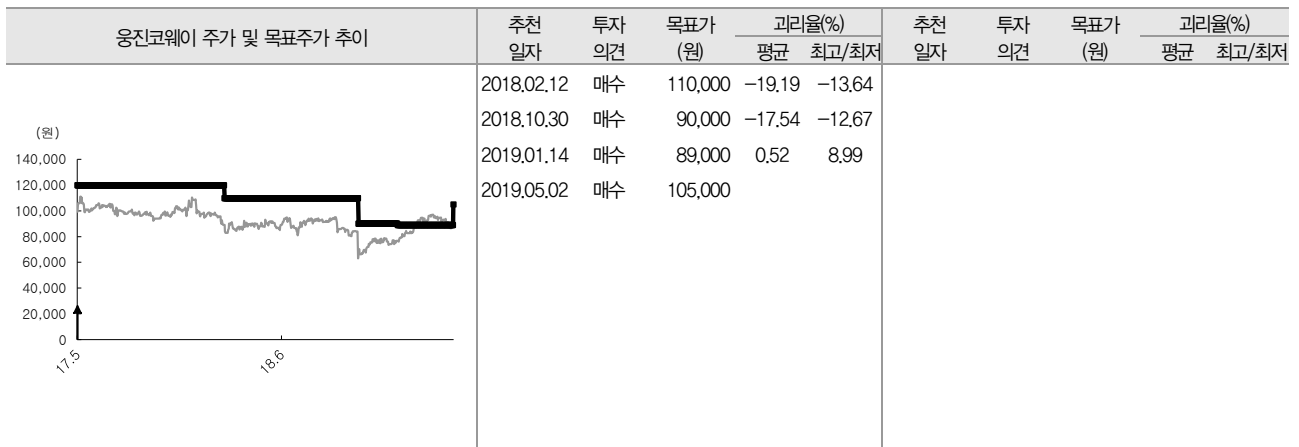 웅진코웨이 주가 및 목표주가 추이
추천 투자 목표가 괴리율(%)
일자 의견 (원) 평균 최고/최저
추천 투자 목표가 괴리율(%)
일자 의견 (원) 평균 최고/최저
2018.02.12 매수 110,000 -19.19 -13.64
2018.10.30 매수 90,000 -17.54 -12.67
2019.01.14 매수 89,000 0.52 8.99
2019.05.02 매수 105,000
(원)
140,000
120,000
100,000
80,000
60,000
40,000
20,000
0
17.5
18.6